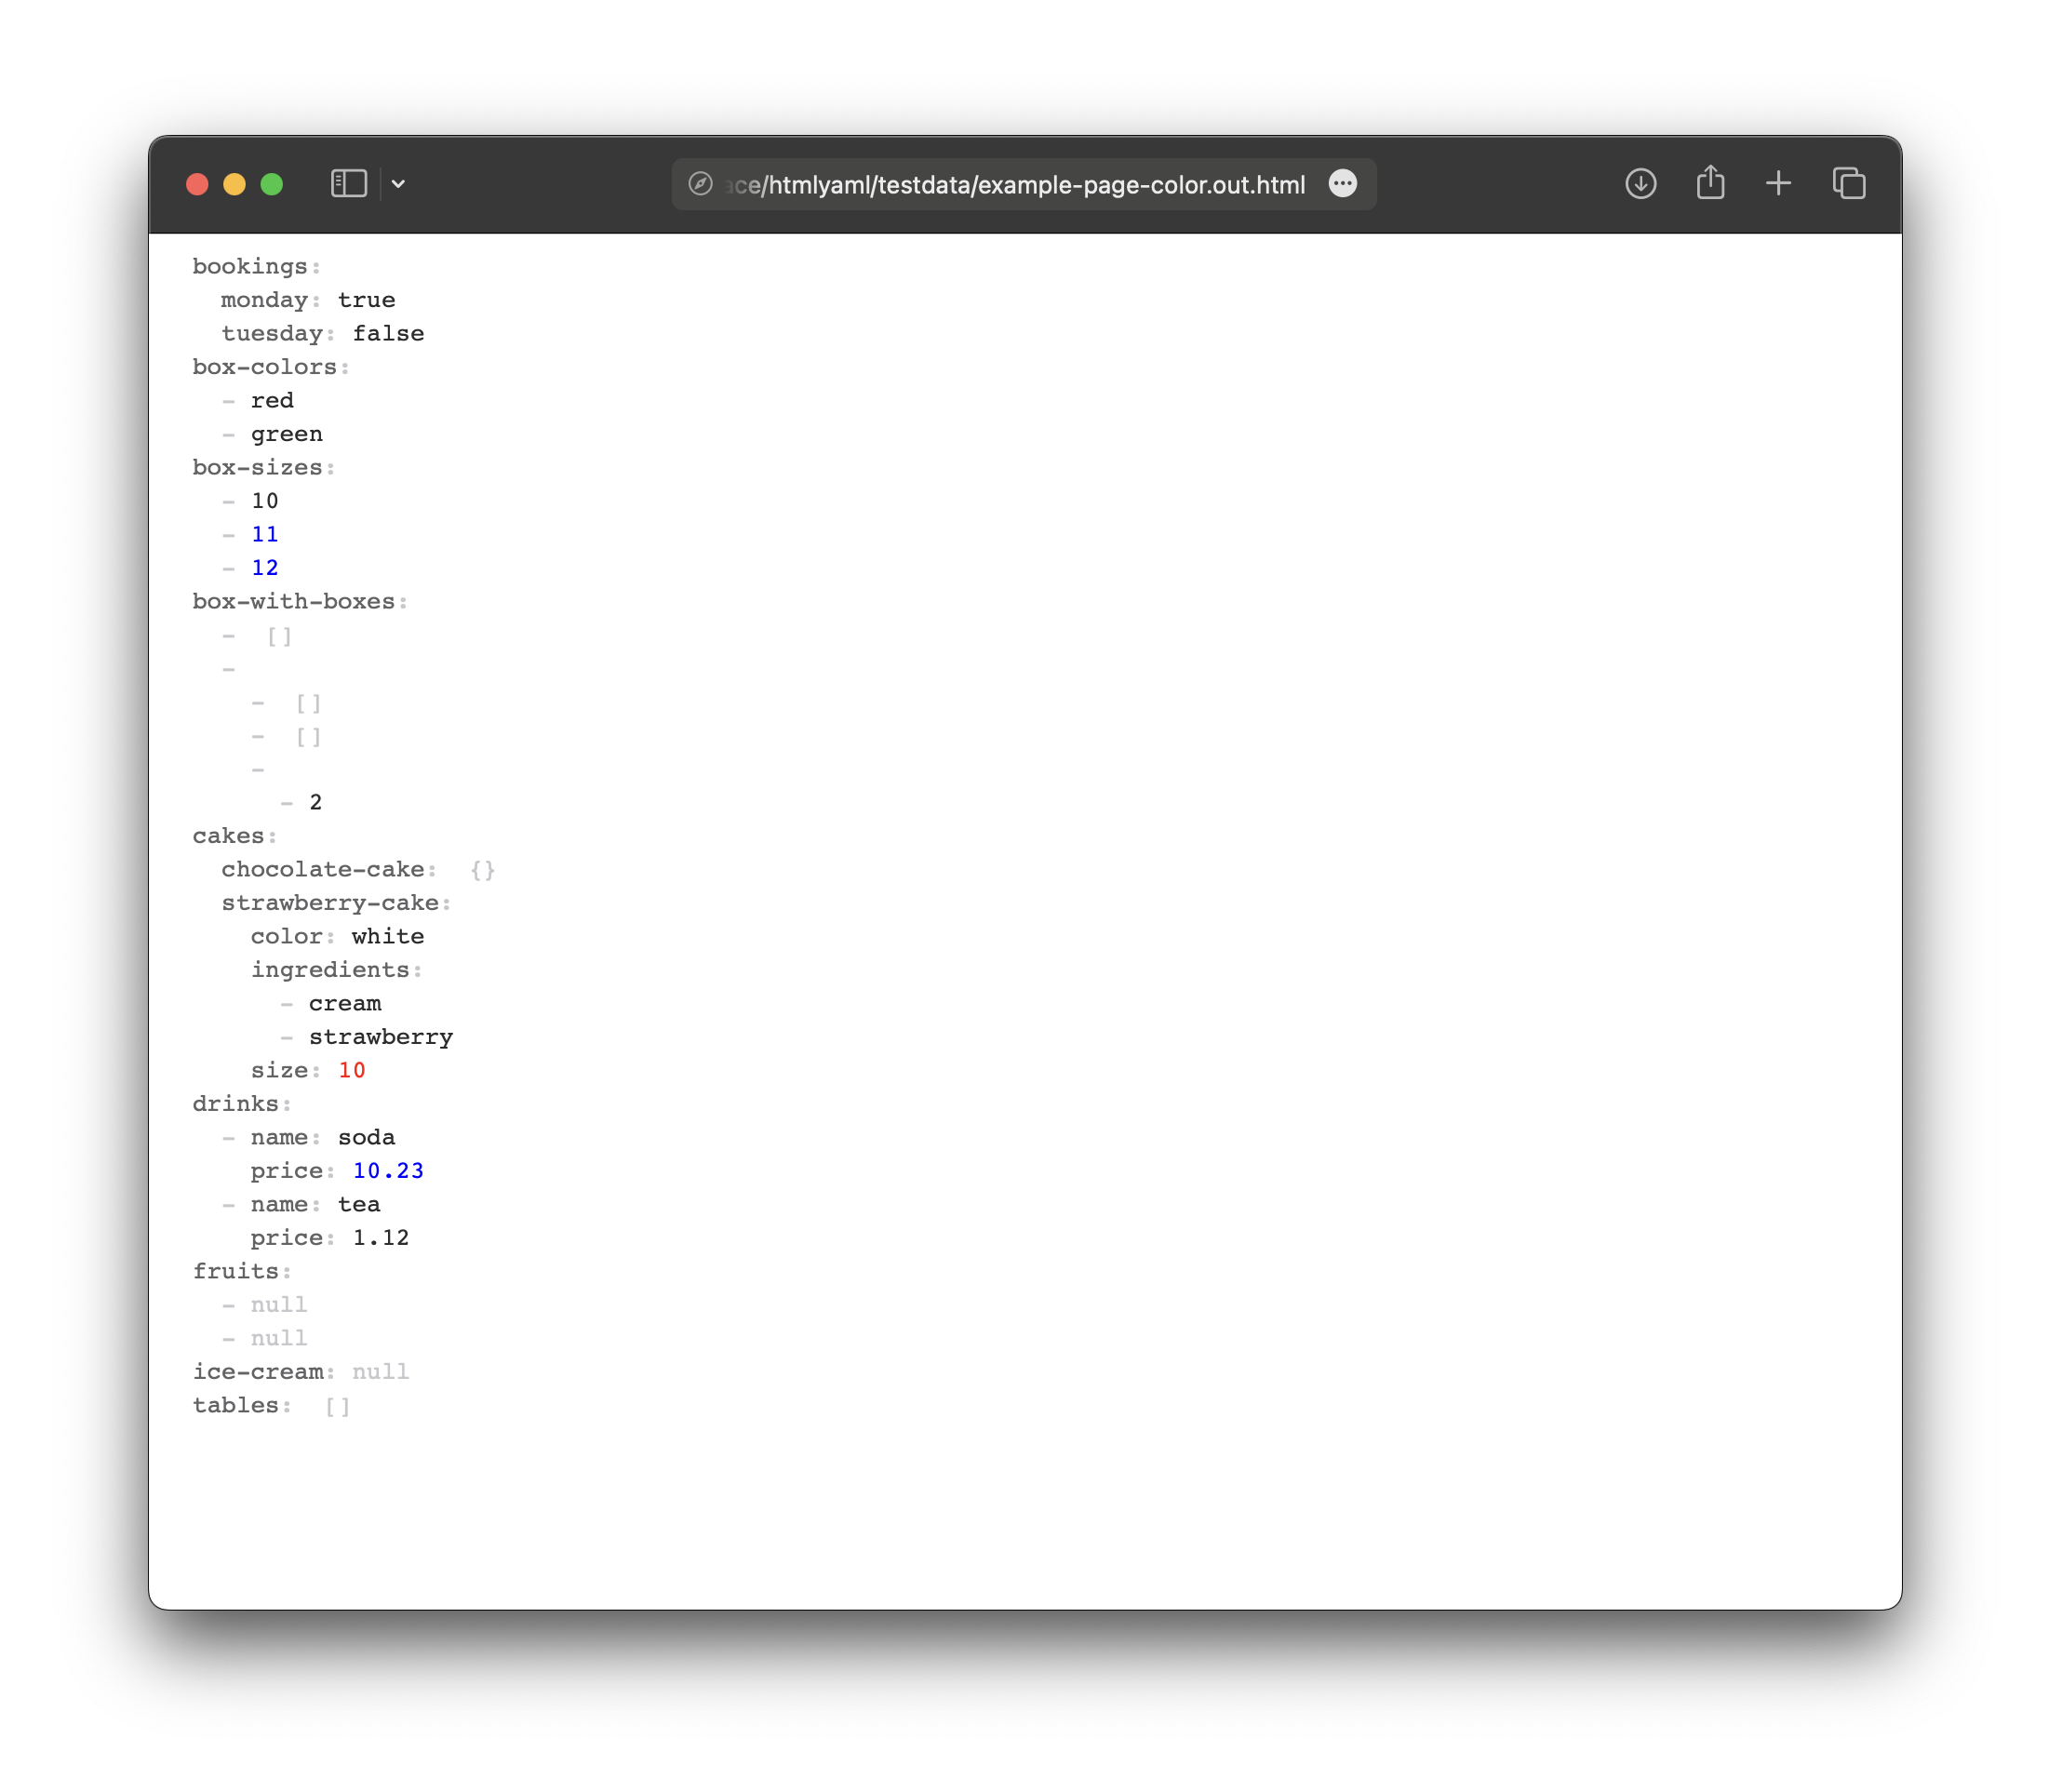 ace/htmlyaml/testdata/example-page-color.out.html
bookings:
  monday: true
  tuesday: false
box-colors:
  - red
  - green
box-sizes:
  - 10
  - 11
  - 12
box-with-boxes:
  -  []
  -
    -  []
    -  []
    -
      - 2
cakes:
  chocolate-cake:  {}
  strawberry-cake:
    color: white
    ingredients:
      - cream
      - strawberry
    size: 10
drinks:
  - name: soda
    price: 10.23
  - name: tea
    price: 1.12
fruits:
  - null
  - null
ice-cream: null
tables:  []